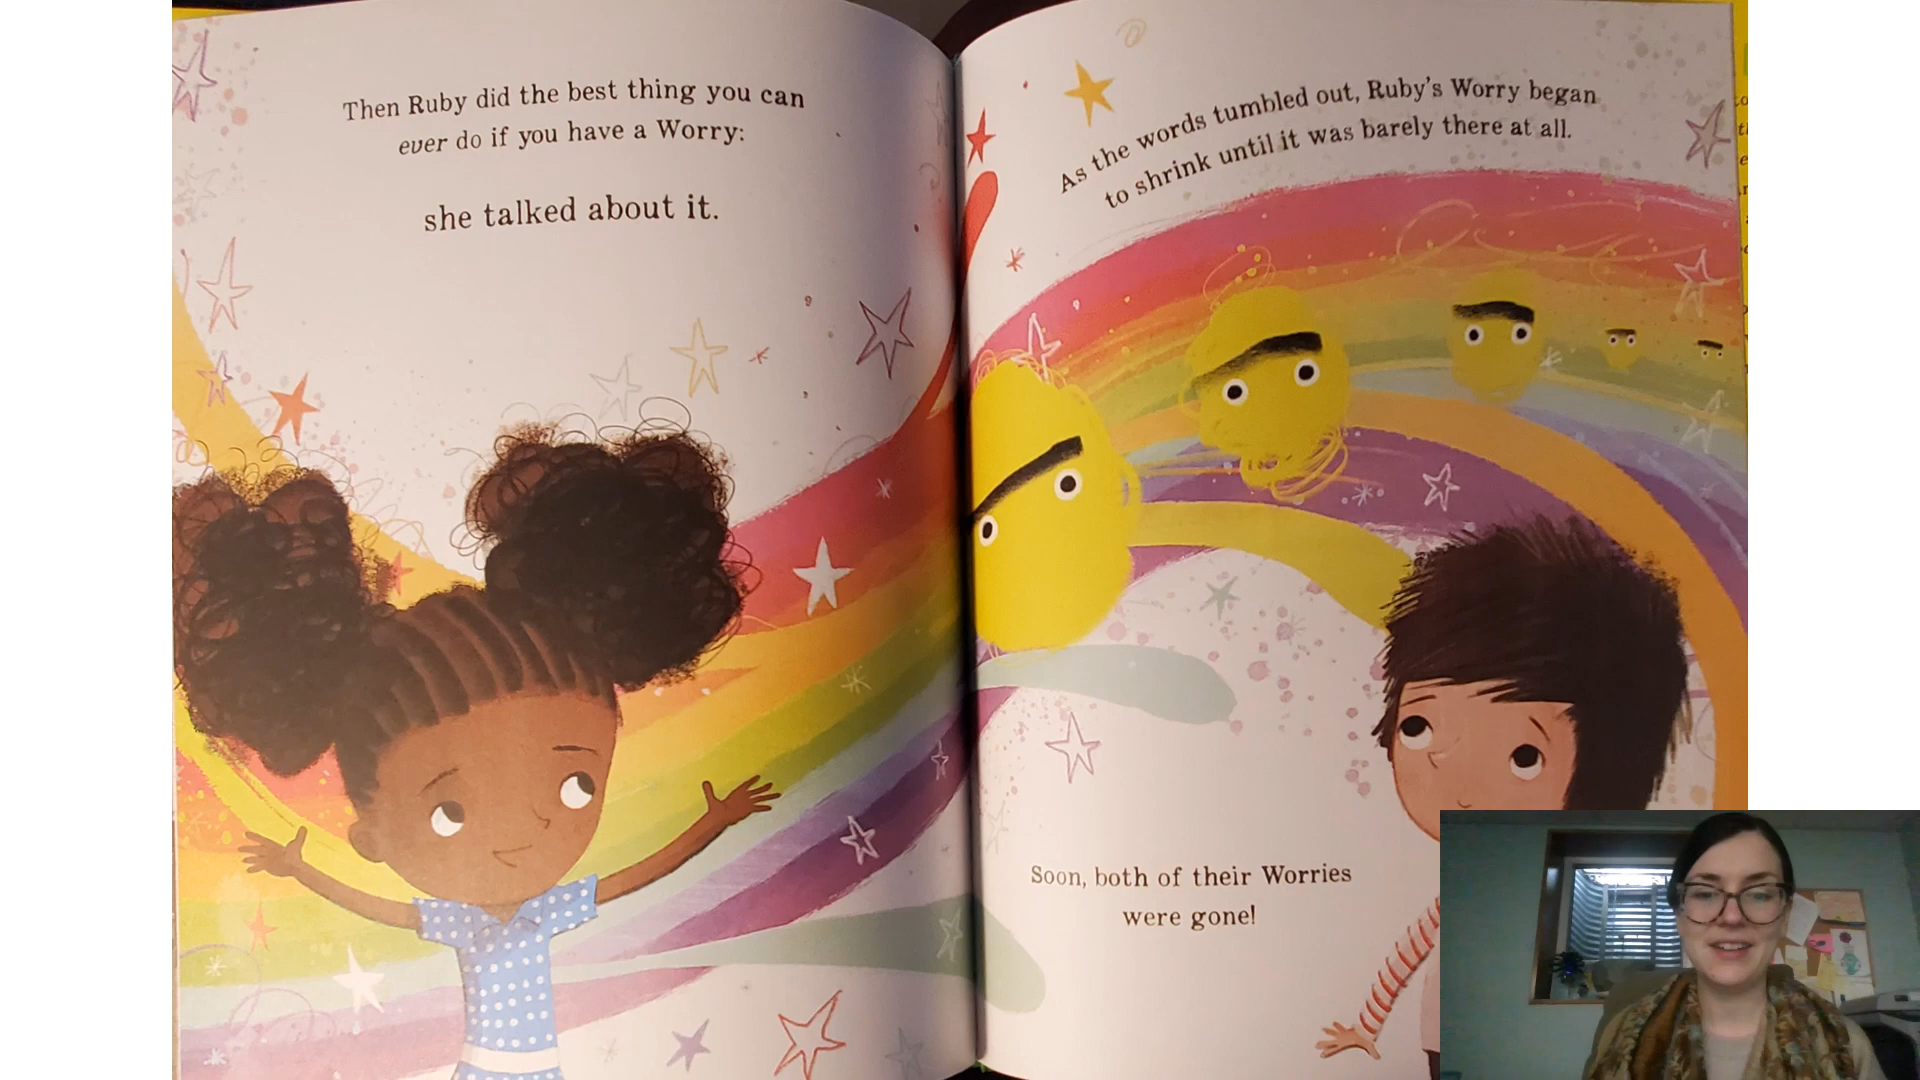 Then Ruby did the best thing you can
ever do if you have a Worry:
she talked about it.
As the words tumbled out, Ruby's Worry began
to shrink until it was barely there at all.
Soon, both of their Worries
were gone!